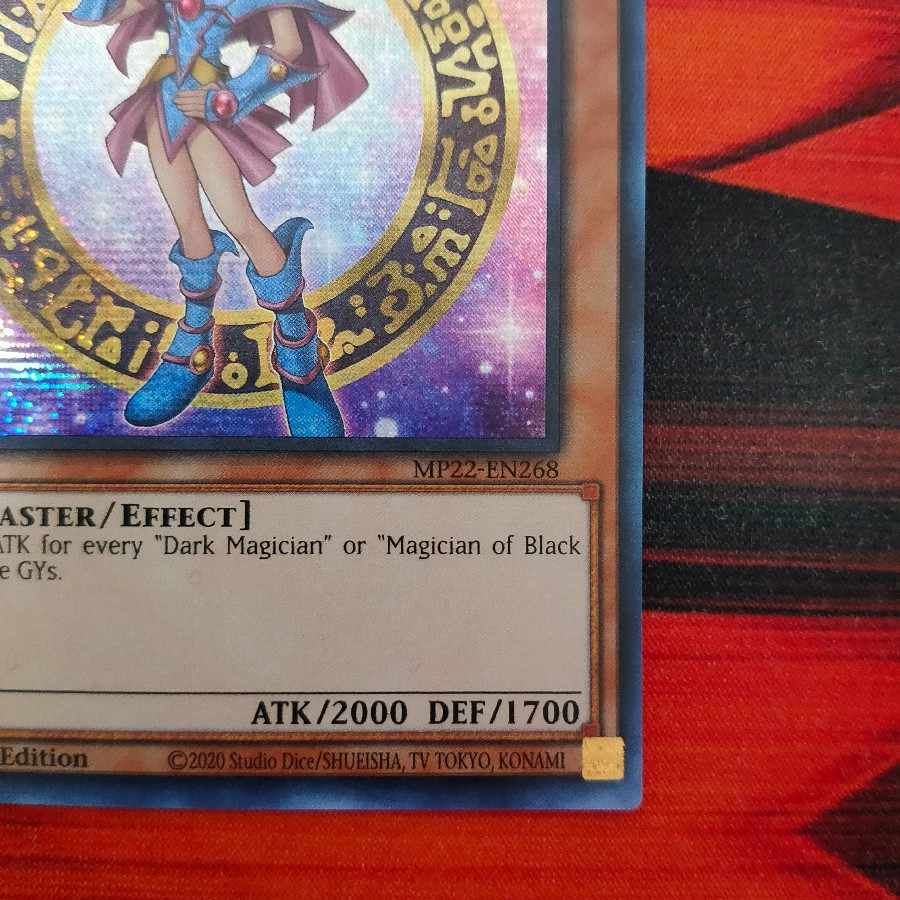 MP22-EN268
ASTER/EFFECT]
ATK for every "Dark Magician" or "Magician of Black
e GYs.
ATK/2000 DEF/1700
Edition ©2020 Studio Dice/SHUEISHA, TV TOKYO, KONAMI